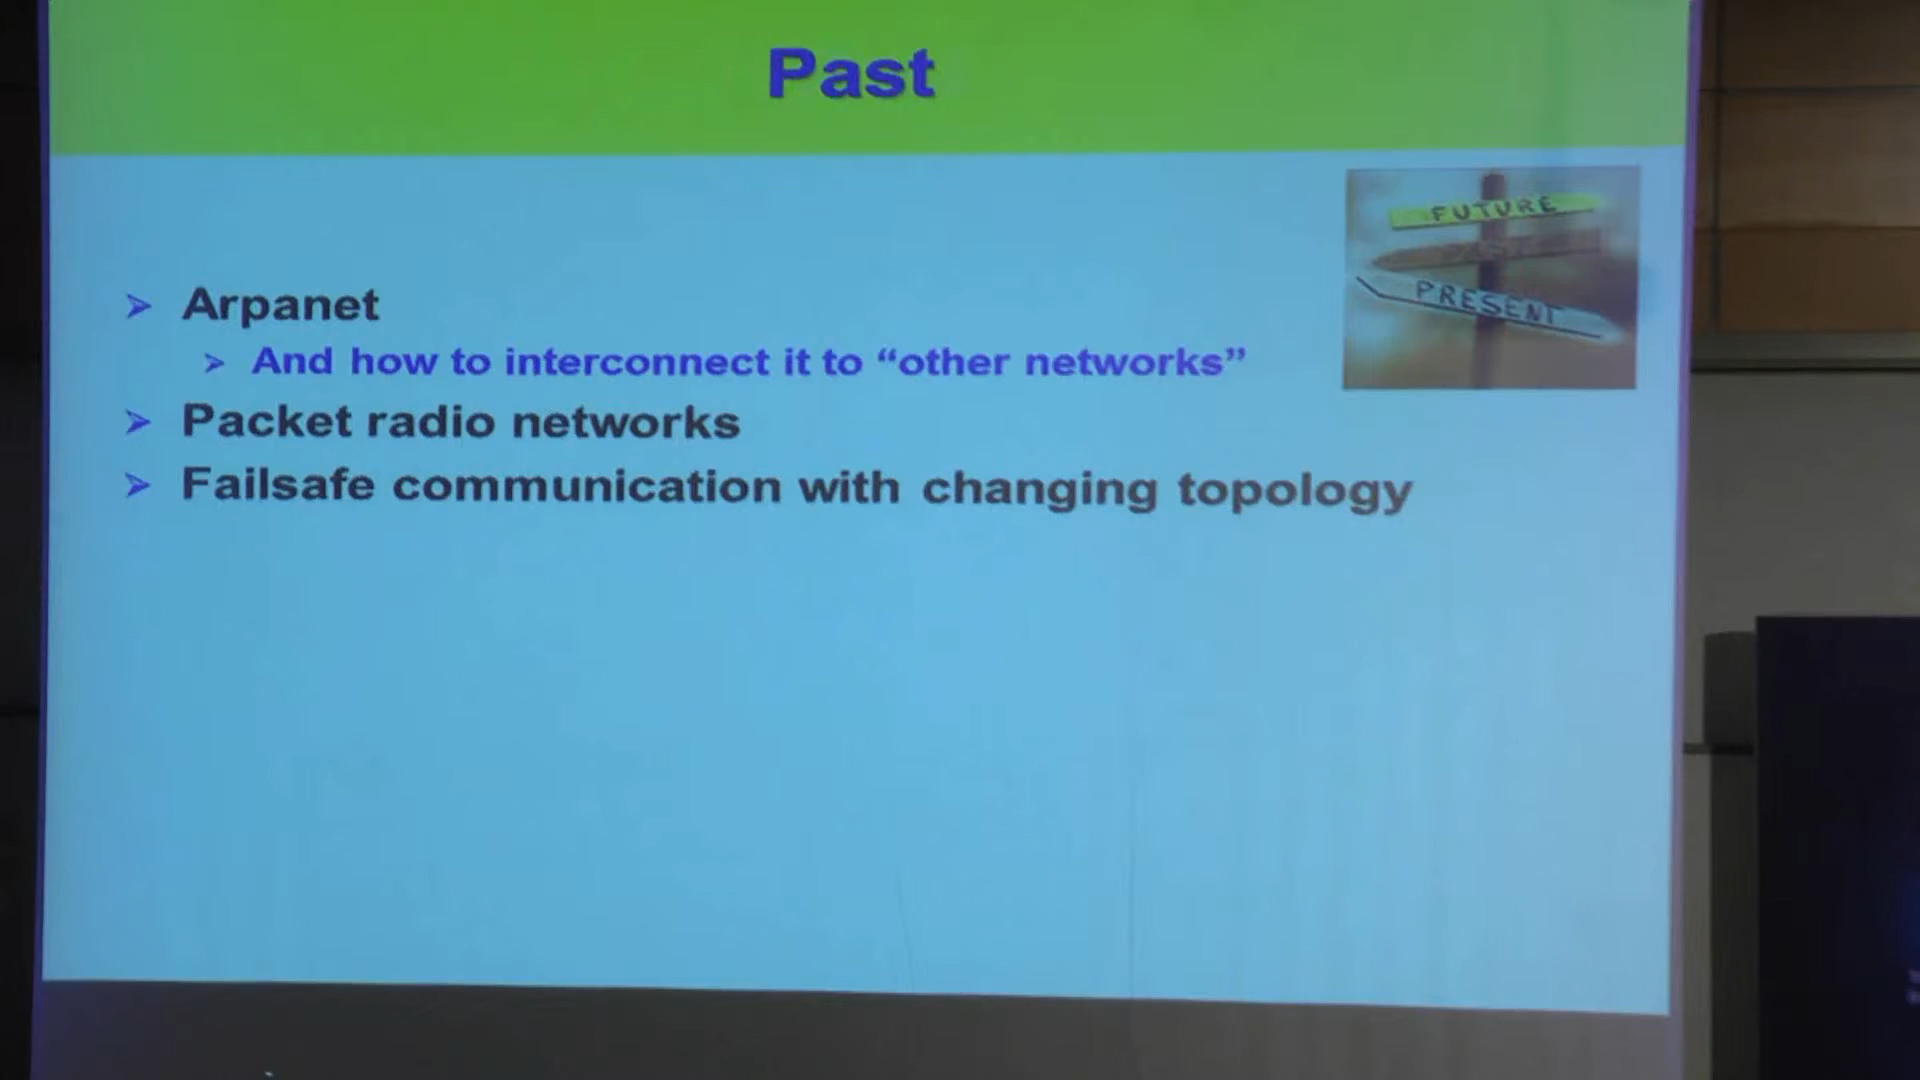 Past
FUTURE
PAST
PRESENT
➢ Arpanet
➢ And how to interconnect it to “other networks”
➢ Packet radio networks
➢ Failsafe communication with changing topology